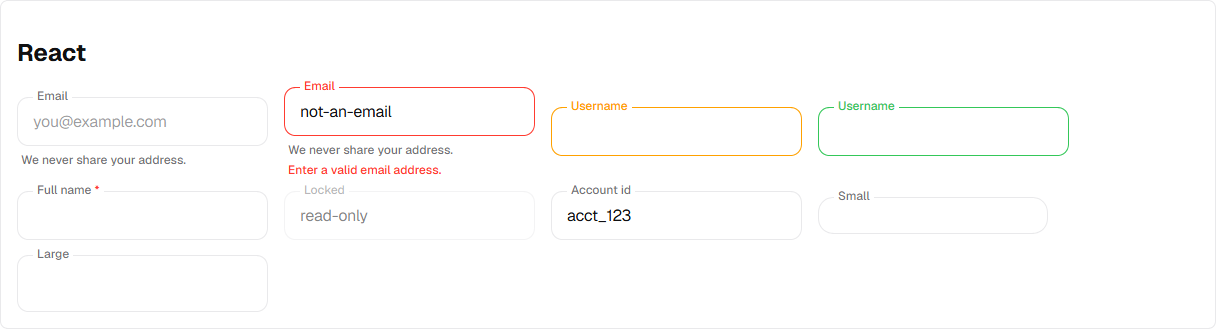 React
Email
you@example.com
We never share your address.
Email
not-an-email
We never share your address.
Enter a valid email address.
Username
Username
Full name *
Locked
read-only
Account id
acct_123
Small
Large